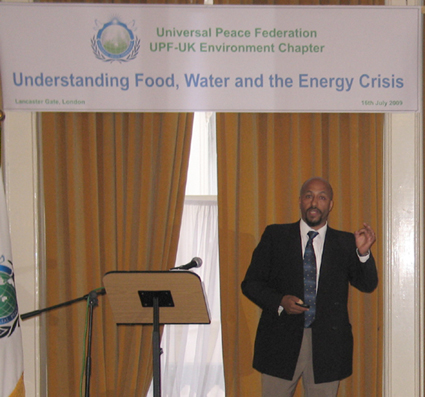 Universal Peace Federation
UPF-UK Environment Chapter
Understanding Food, Water and the Energy Crisis
Lancaster Gate, London
15th July 2009